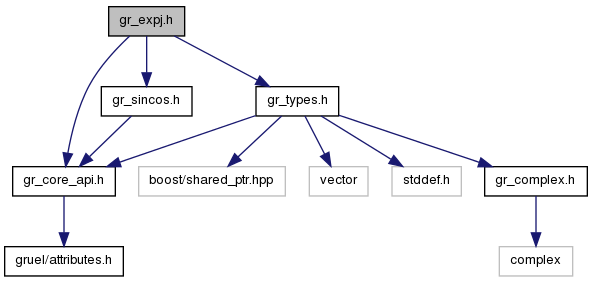 gr_expj.h
gr_sincos.h
gr_types.h
gr_core_api.h
boost/shared_ptr.hpp
vector
stddef.h
gr_complex.h
gruel/attributes.h
complex